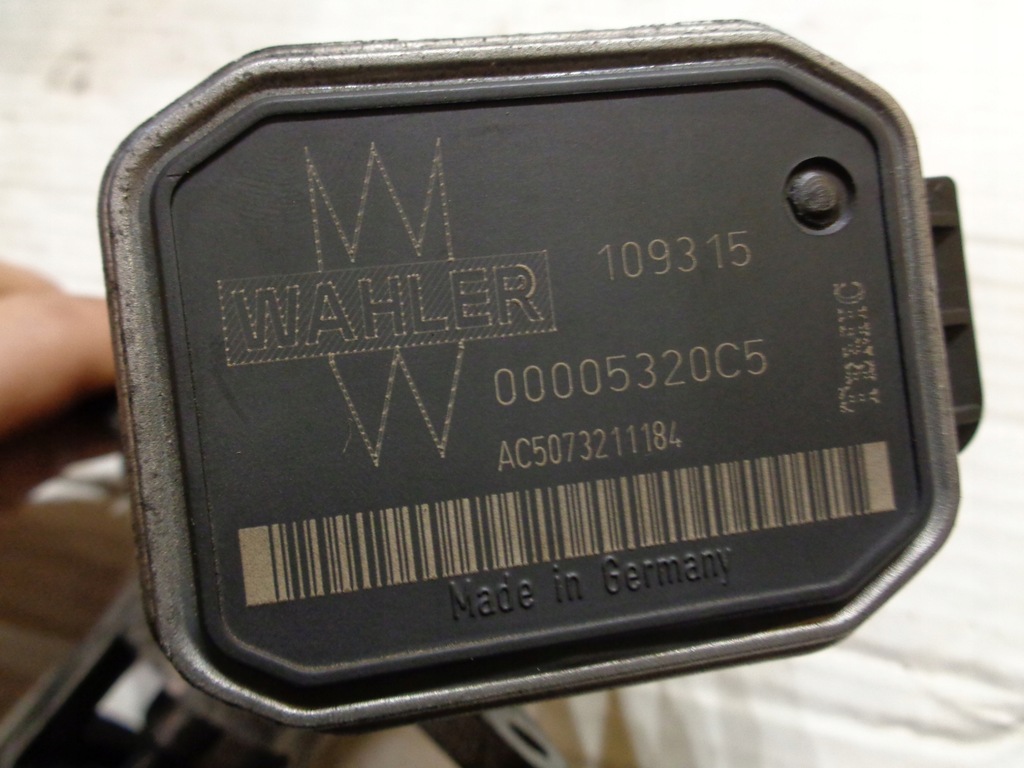 WAHLER
109315
00005320C5
AC5073211184
Made in Germany